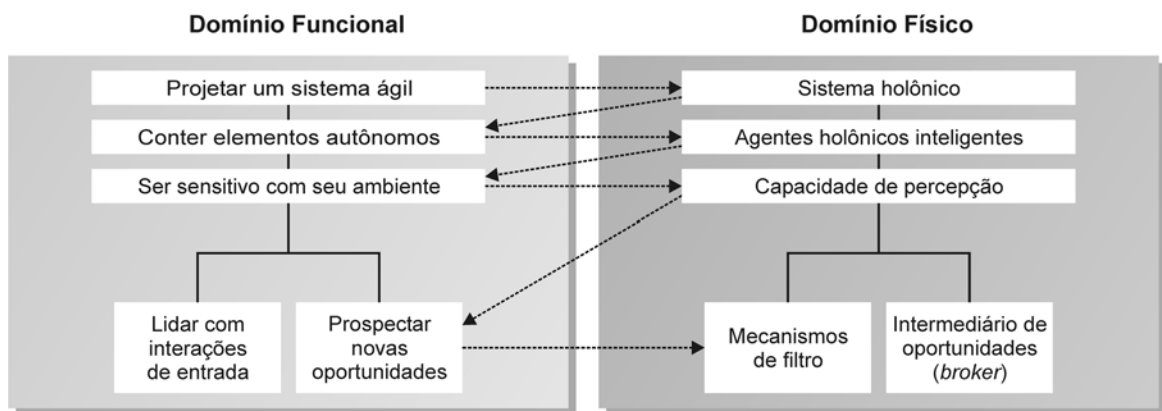 Domínio Funcional
Domínio Físico
Projetar um sistema ágil
Sistema holônico
Conter elementos autônomos
Agentes holônicos inteligentes
Ser sensitivo com seu ambiente
Capacidade de percepção
Lidar com
interações
de entrada
Prospectar
novas
oportunidades
Mecanismos
de filtro
Intermediário de
oportunidades
(broker)